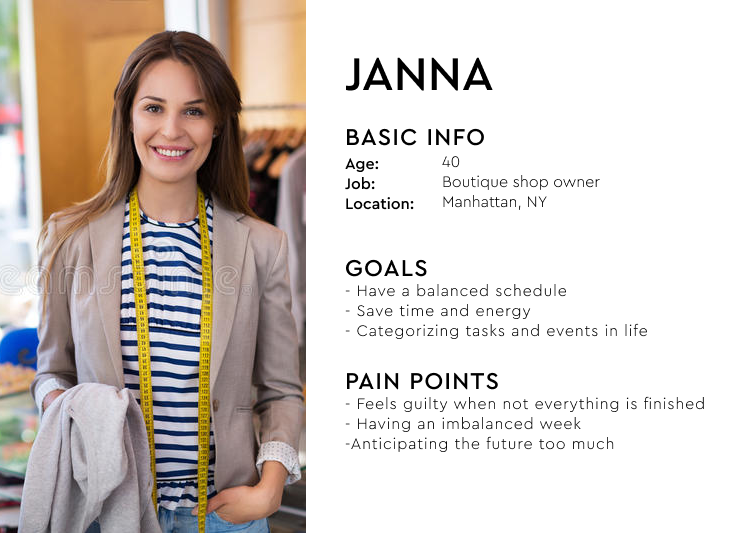 JANNA
BASIC INFO
Age: 40
Job: Boutique shop owner
Location: Manhattan, NY
GOALS
- Have a balanced schedule
- Save time and energy
- Categorizing tasks and events in life
PAIN POINTS
- Feels guilty when not everything is finished
- Having an imbalanced week
-Anticipating the future too much